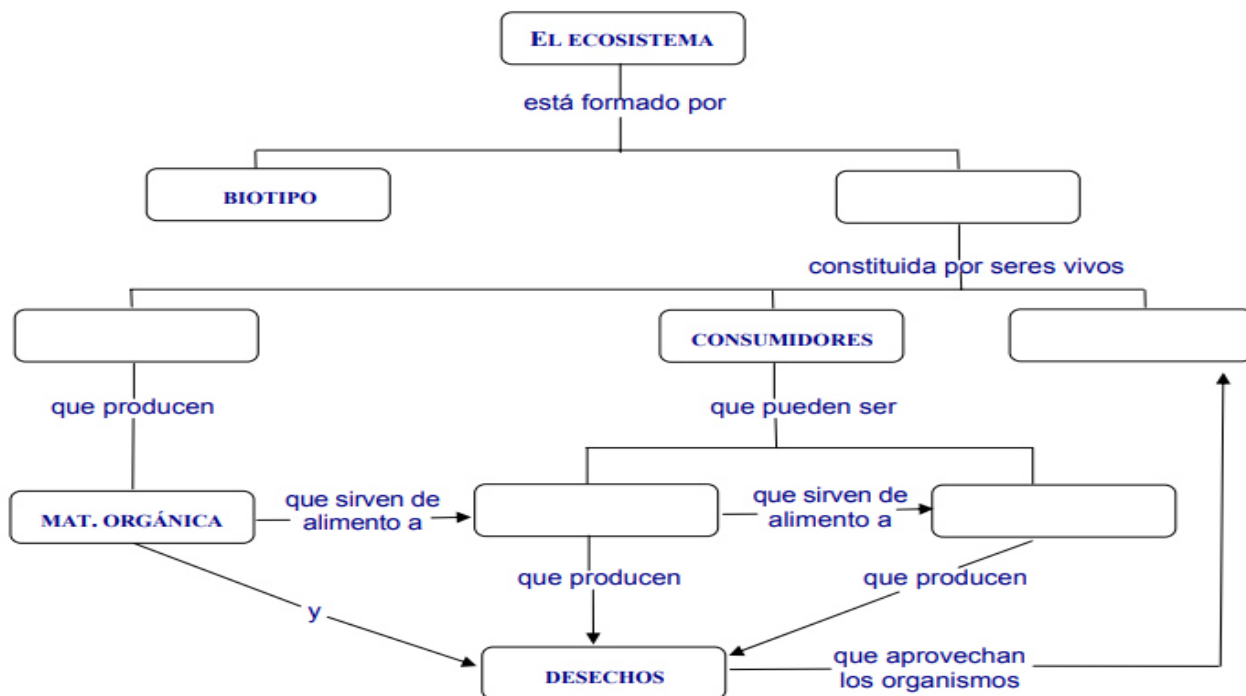 EL ECOSISTEMA
está formado por
BIOTIPO
constituida por seres vivos
CONSUMIDORES
que producen
que pueden ser
MAT. ORGÁNICA
que sirven de
alimento a
que sirven de
alimento a
que producen
que producen
y
DESECHOS
que aprovechan
los organismos